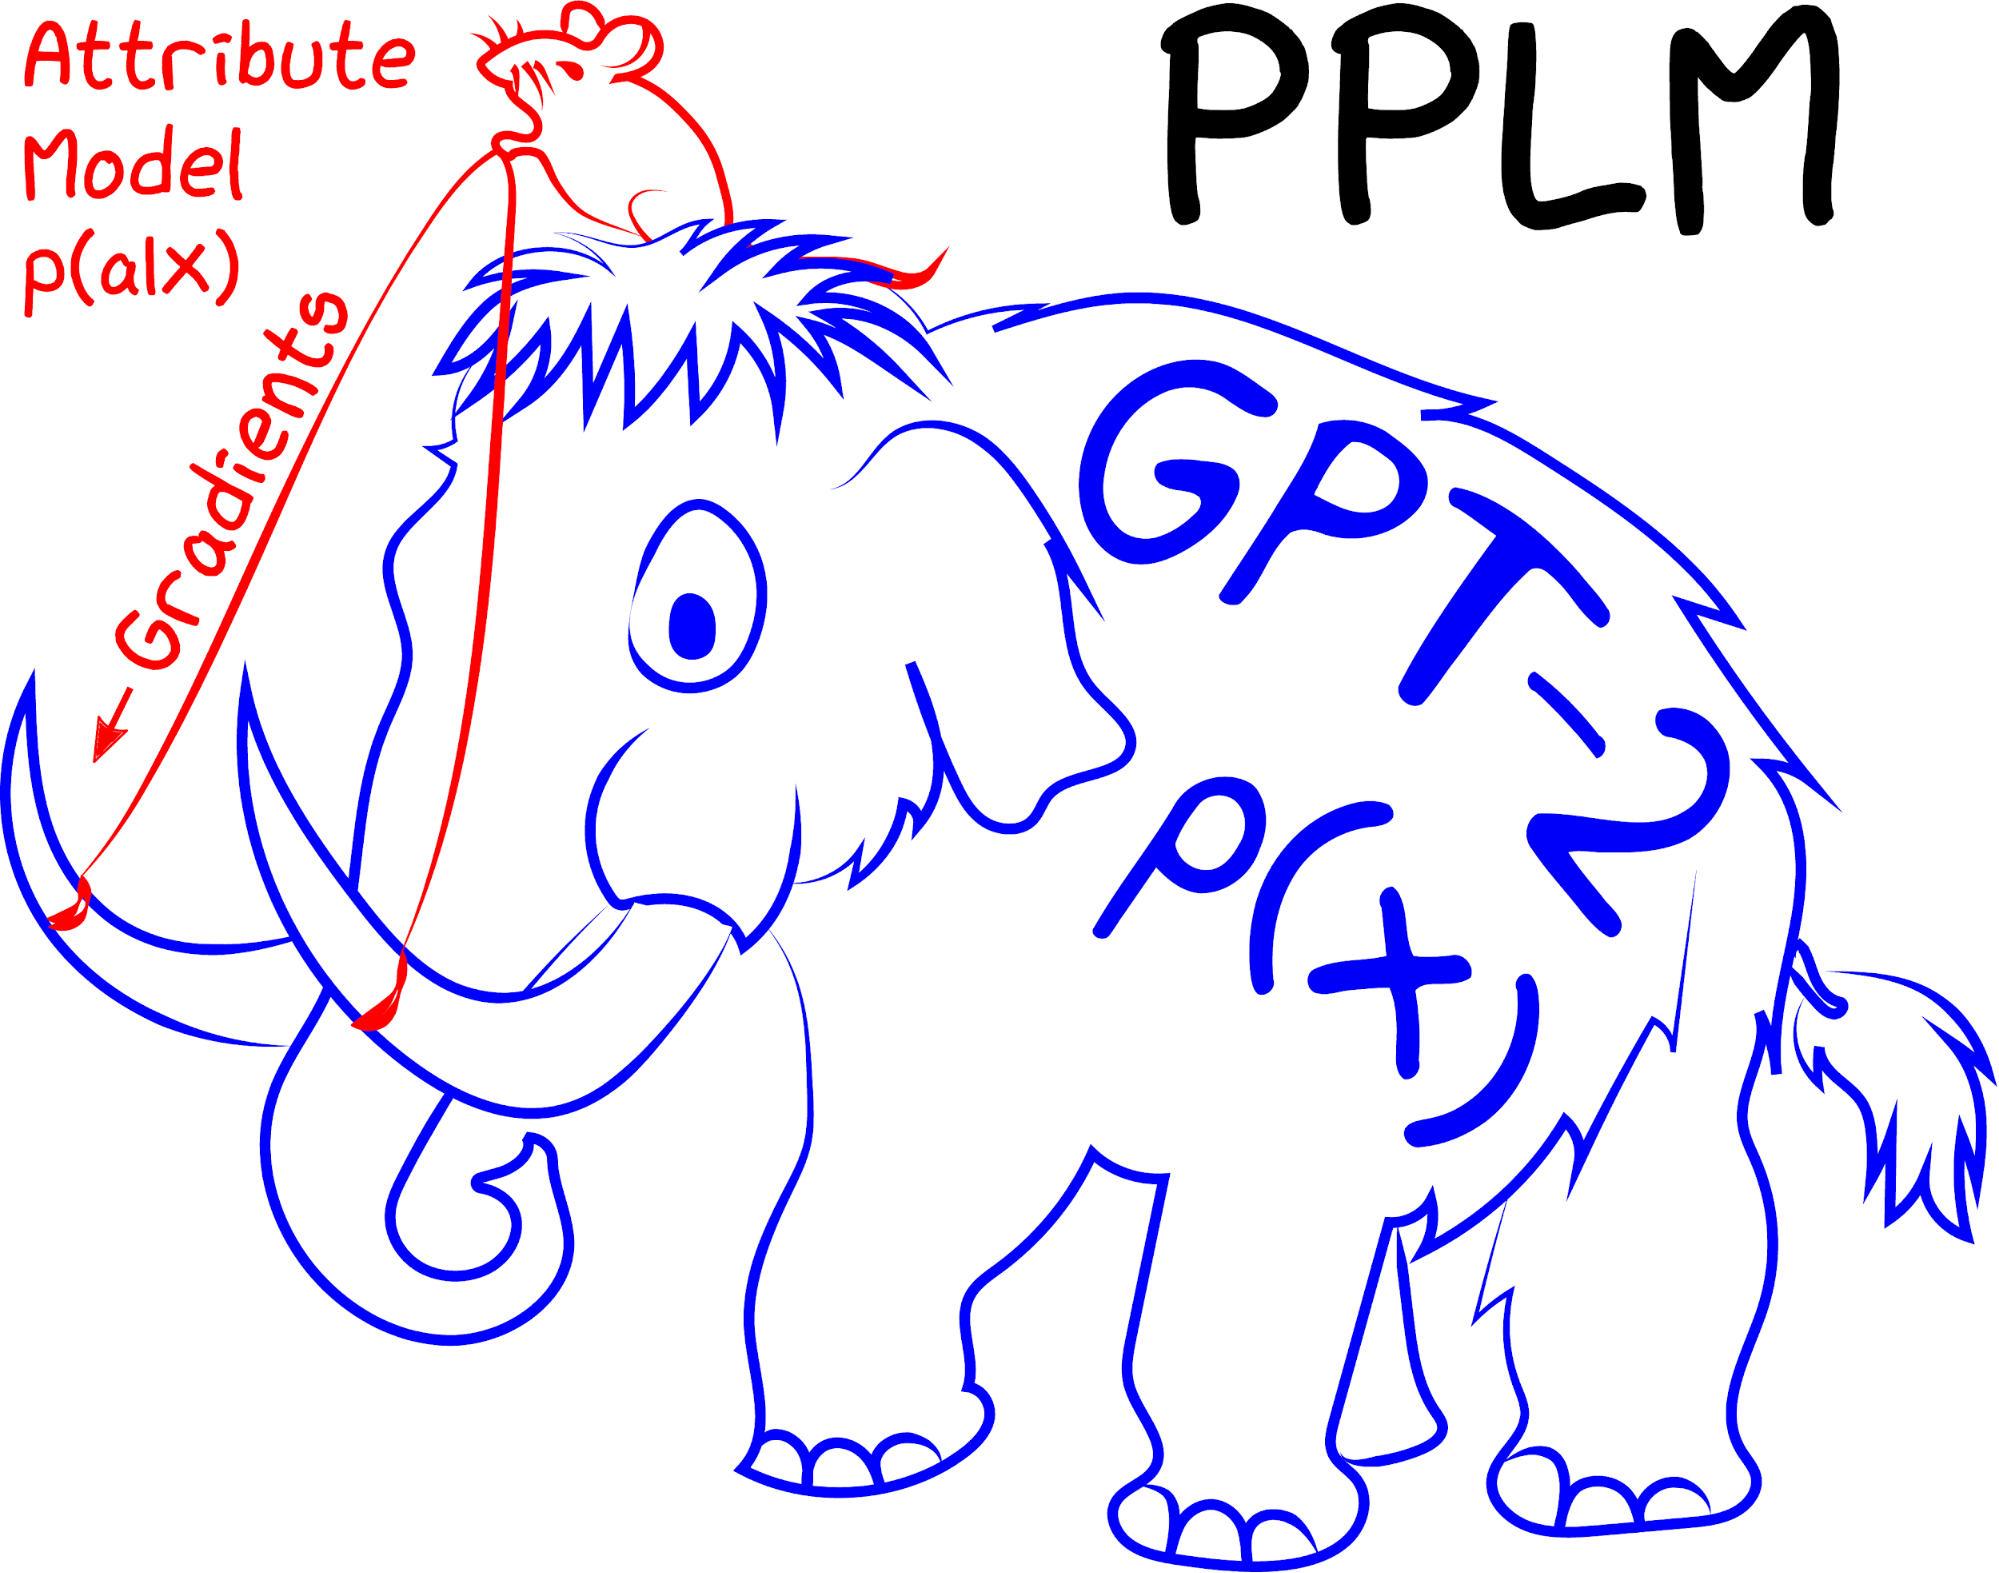 Attribute
Model
p(a|x)
Gradients
PPLM
GPT-2
p(x)